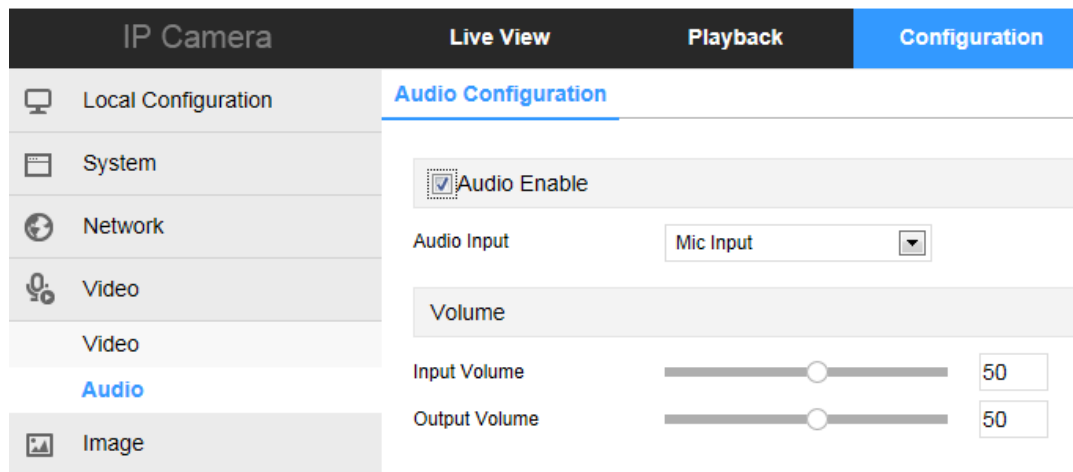 IP Camera Live View Playback Configuration
Local Configuration
System
Network
Video
Video
Audio
Image
Audio Configuration
Audio Enable
Audio Input Mic Input
Volume
Input Volume 50
Output Volume 50